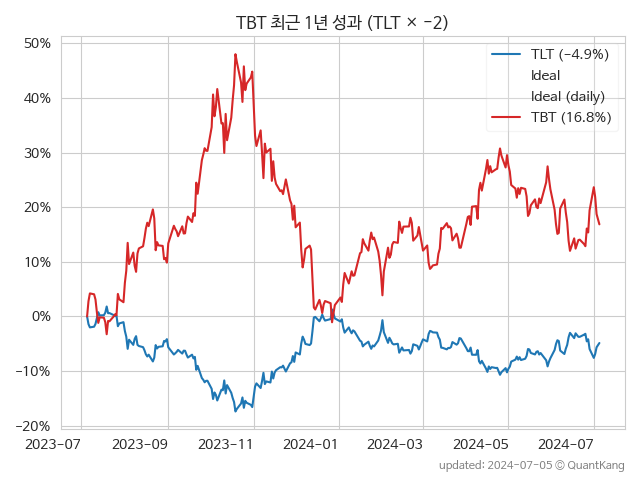 TBT 최근 1년 성과 (TLT × −2)
50%
40%
30%
20%
10%
0%
−10%
−20%
TLT (−4.9%)
Ideal
Ideal (daily)
TBT (16.8%)
2023−07
2023−09
2023−11
2024−01
2024−03
2024−05
2024−07
updated: 2024-07-05 © QuantKang